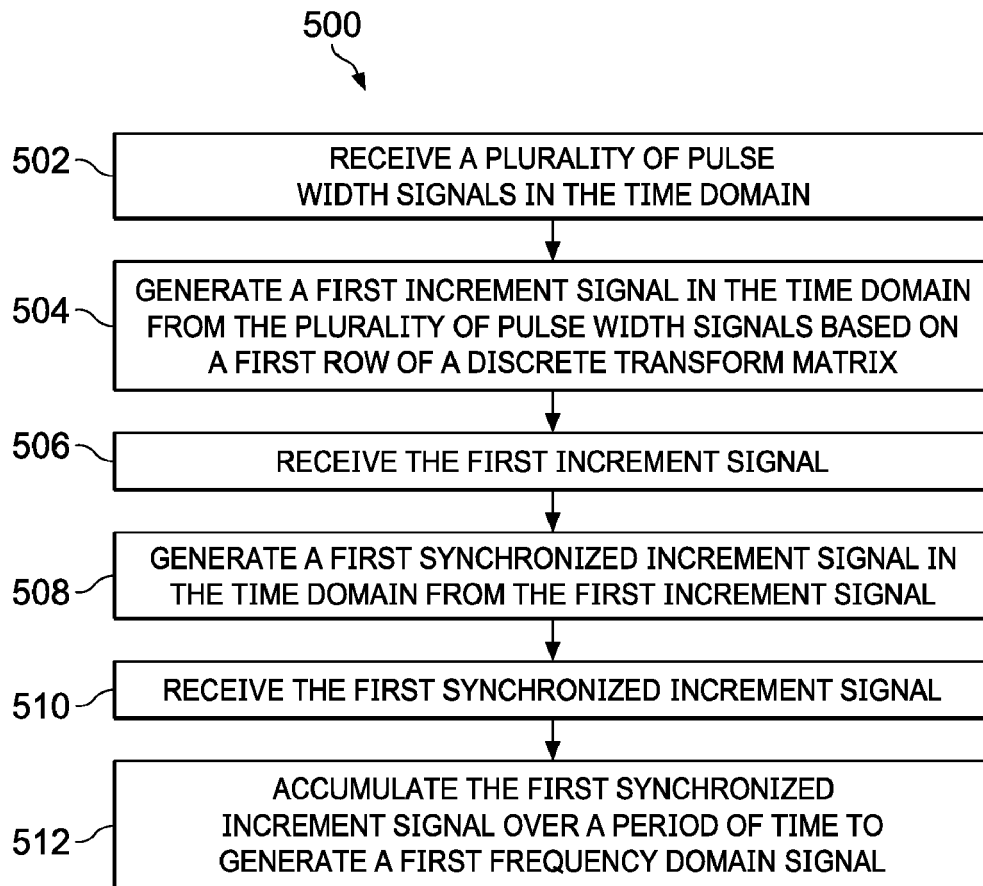 500
502
RECEIVE A PLURALITY OF PULSE
WIDTH SIGNALS IN THE TIME DOMAIN
504
GENERATE A FIRST INCREMENT SIGNAL IN THE TIME DOMAIN
FROM THE PLURALITY OF PULSE WIDTH SIGNALS BASED ON
A FIRST ROW OF A DISCRETE TRANSFORM MATRIX
506
RECEIVE THE FIRST INCREMENT SIGNAL
508
GENERATE A FIRST SYNCHRONIZED INCREMENT SIGNAL IN
THE TIME DOMAIN FROM THE FIRST INCREMENT SIGNAL
510
RECEIVE THE FIRST SYNCHRONIZED INCREMENT SIGNAL
512
ACCUMULATE THE FIRST SYNCHRONIZED
INCREMENT SIGNAL OVER A PERIOD OF TIME TO
GENERATE A FIRST FREQUENCY DOMAIN SIGNAL